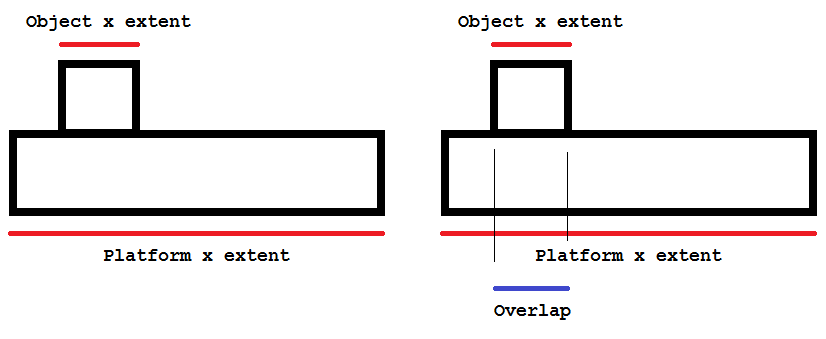 Object x extent
Object x extent
Platform x extent
Platform x extent
Overlap